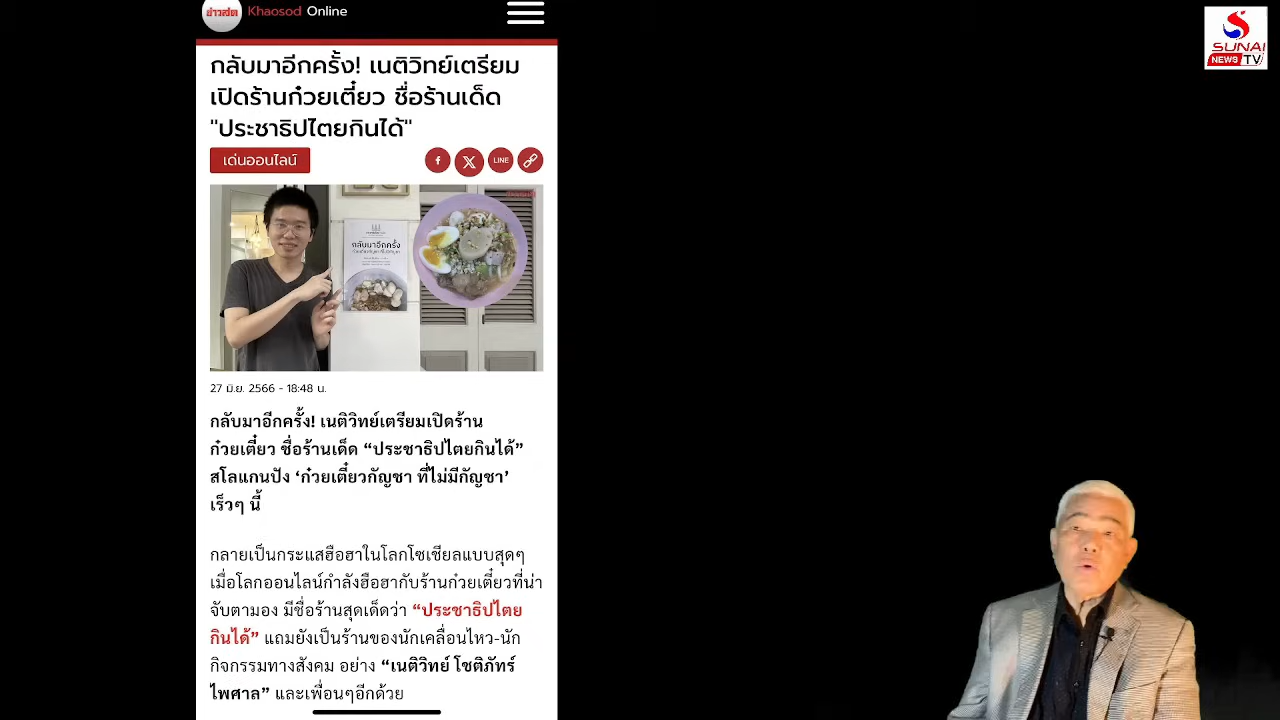 ข่าวสด Khaosod Online
SUNAI
NEWS TV
กลับมาอีกครั้ง! เนติวิทย์เตรียม
เปิดร้านก๋วยเตี๋ยว ชื่อร้านเด็ด
"ประชาธิปไตยกินได้"
เด่นออนไลน์
f X LINE
กลับมาอีกครั้ง
27 มิ.ย. 2566 - 18:48 น.
กลับมาอีกครั้ง! เนติวิทย์เตรียมเปิดร้าน
ก๋วยเตี๋ยว ชื่อร้านเด็ด “ประชาธิปไตยกินได้”
สโลแกนปัง ‘ก๋วยเตี๋ยวกัญชา ที่ไม่มีกัญชา’
เร็วๆ นี้
กลายเป็นกระแสฮือฮาในโลกโซเชียลแบบสุดๆ
เมื่อโลกออนไลน์กำลังฮือฮากับร้านก๋วยเตี๋ยวที่น่า
จับตามอง มีชื่อร้านสุดเด็ดว่า “ประชาธิปไตย
กินได้” แถมยังเป็นร้านของนักเคลื่อนไหว-นัก
กิจกรรมทางสังคม อย่าง “เนติวิทย์ โชติภัทร์
ไพศาล” และเพื่อนๆอีกด้วย